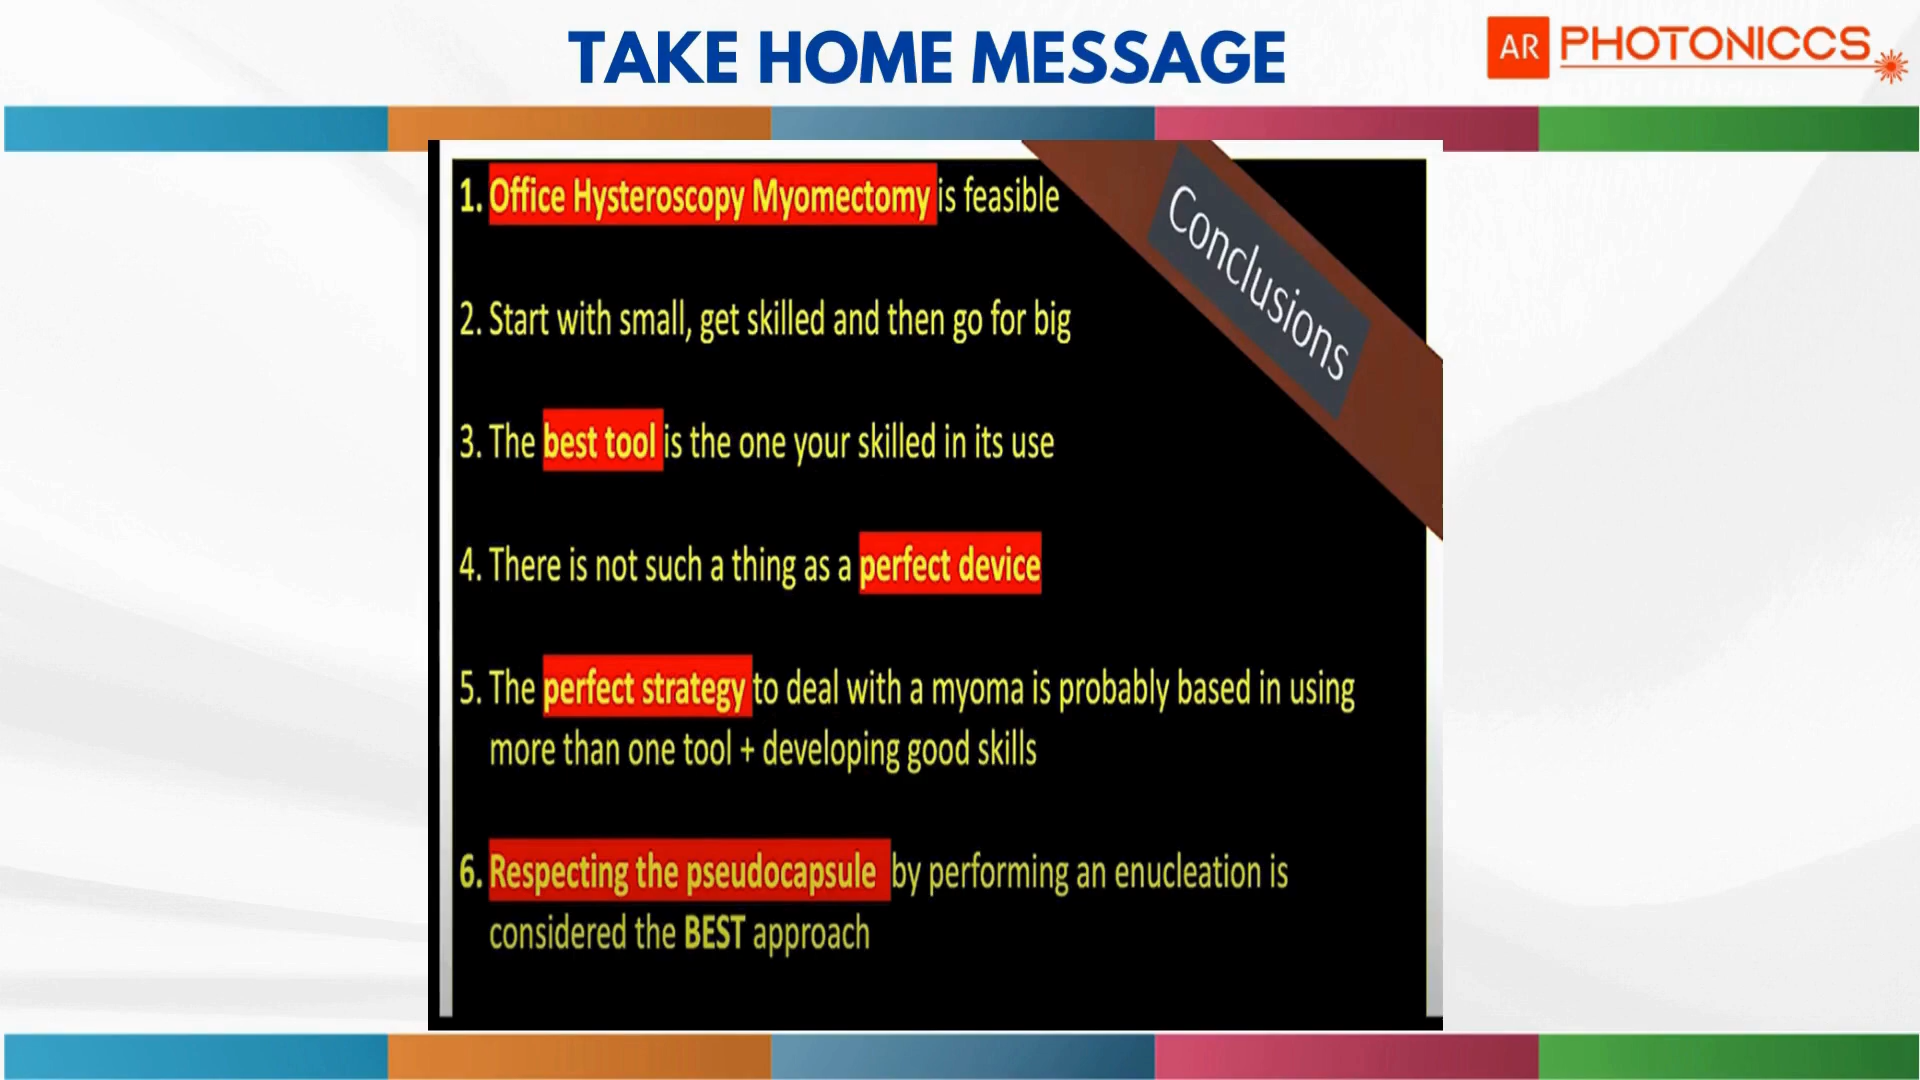 TAKE HOME MESSAGE
AR PHOTONICCS
Conclusions
1. Office Hysteroscopy Myomectomy is feasible
2. Start with small, get skilled and then go for big
3. The best tool is the one your skilled in its use
4. There is not such a thing as a perfect device
5. The perfect strategy to deal with a myoma is probably based in using
more than one tool + developing good skills
6. Respecting the pseudocapsule by performing an enucleation is
considered the BEST approach